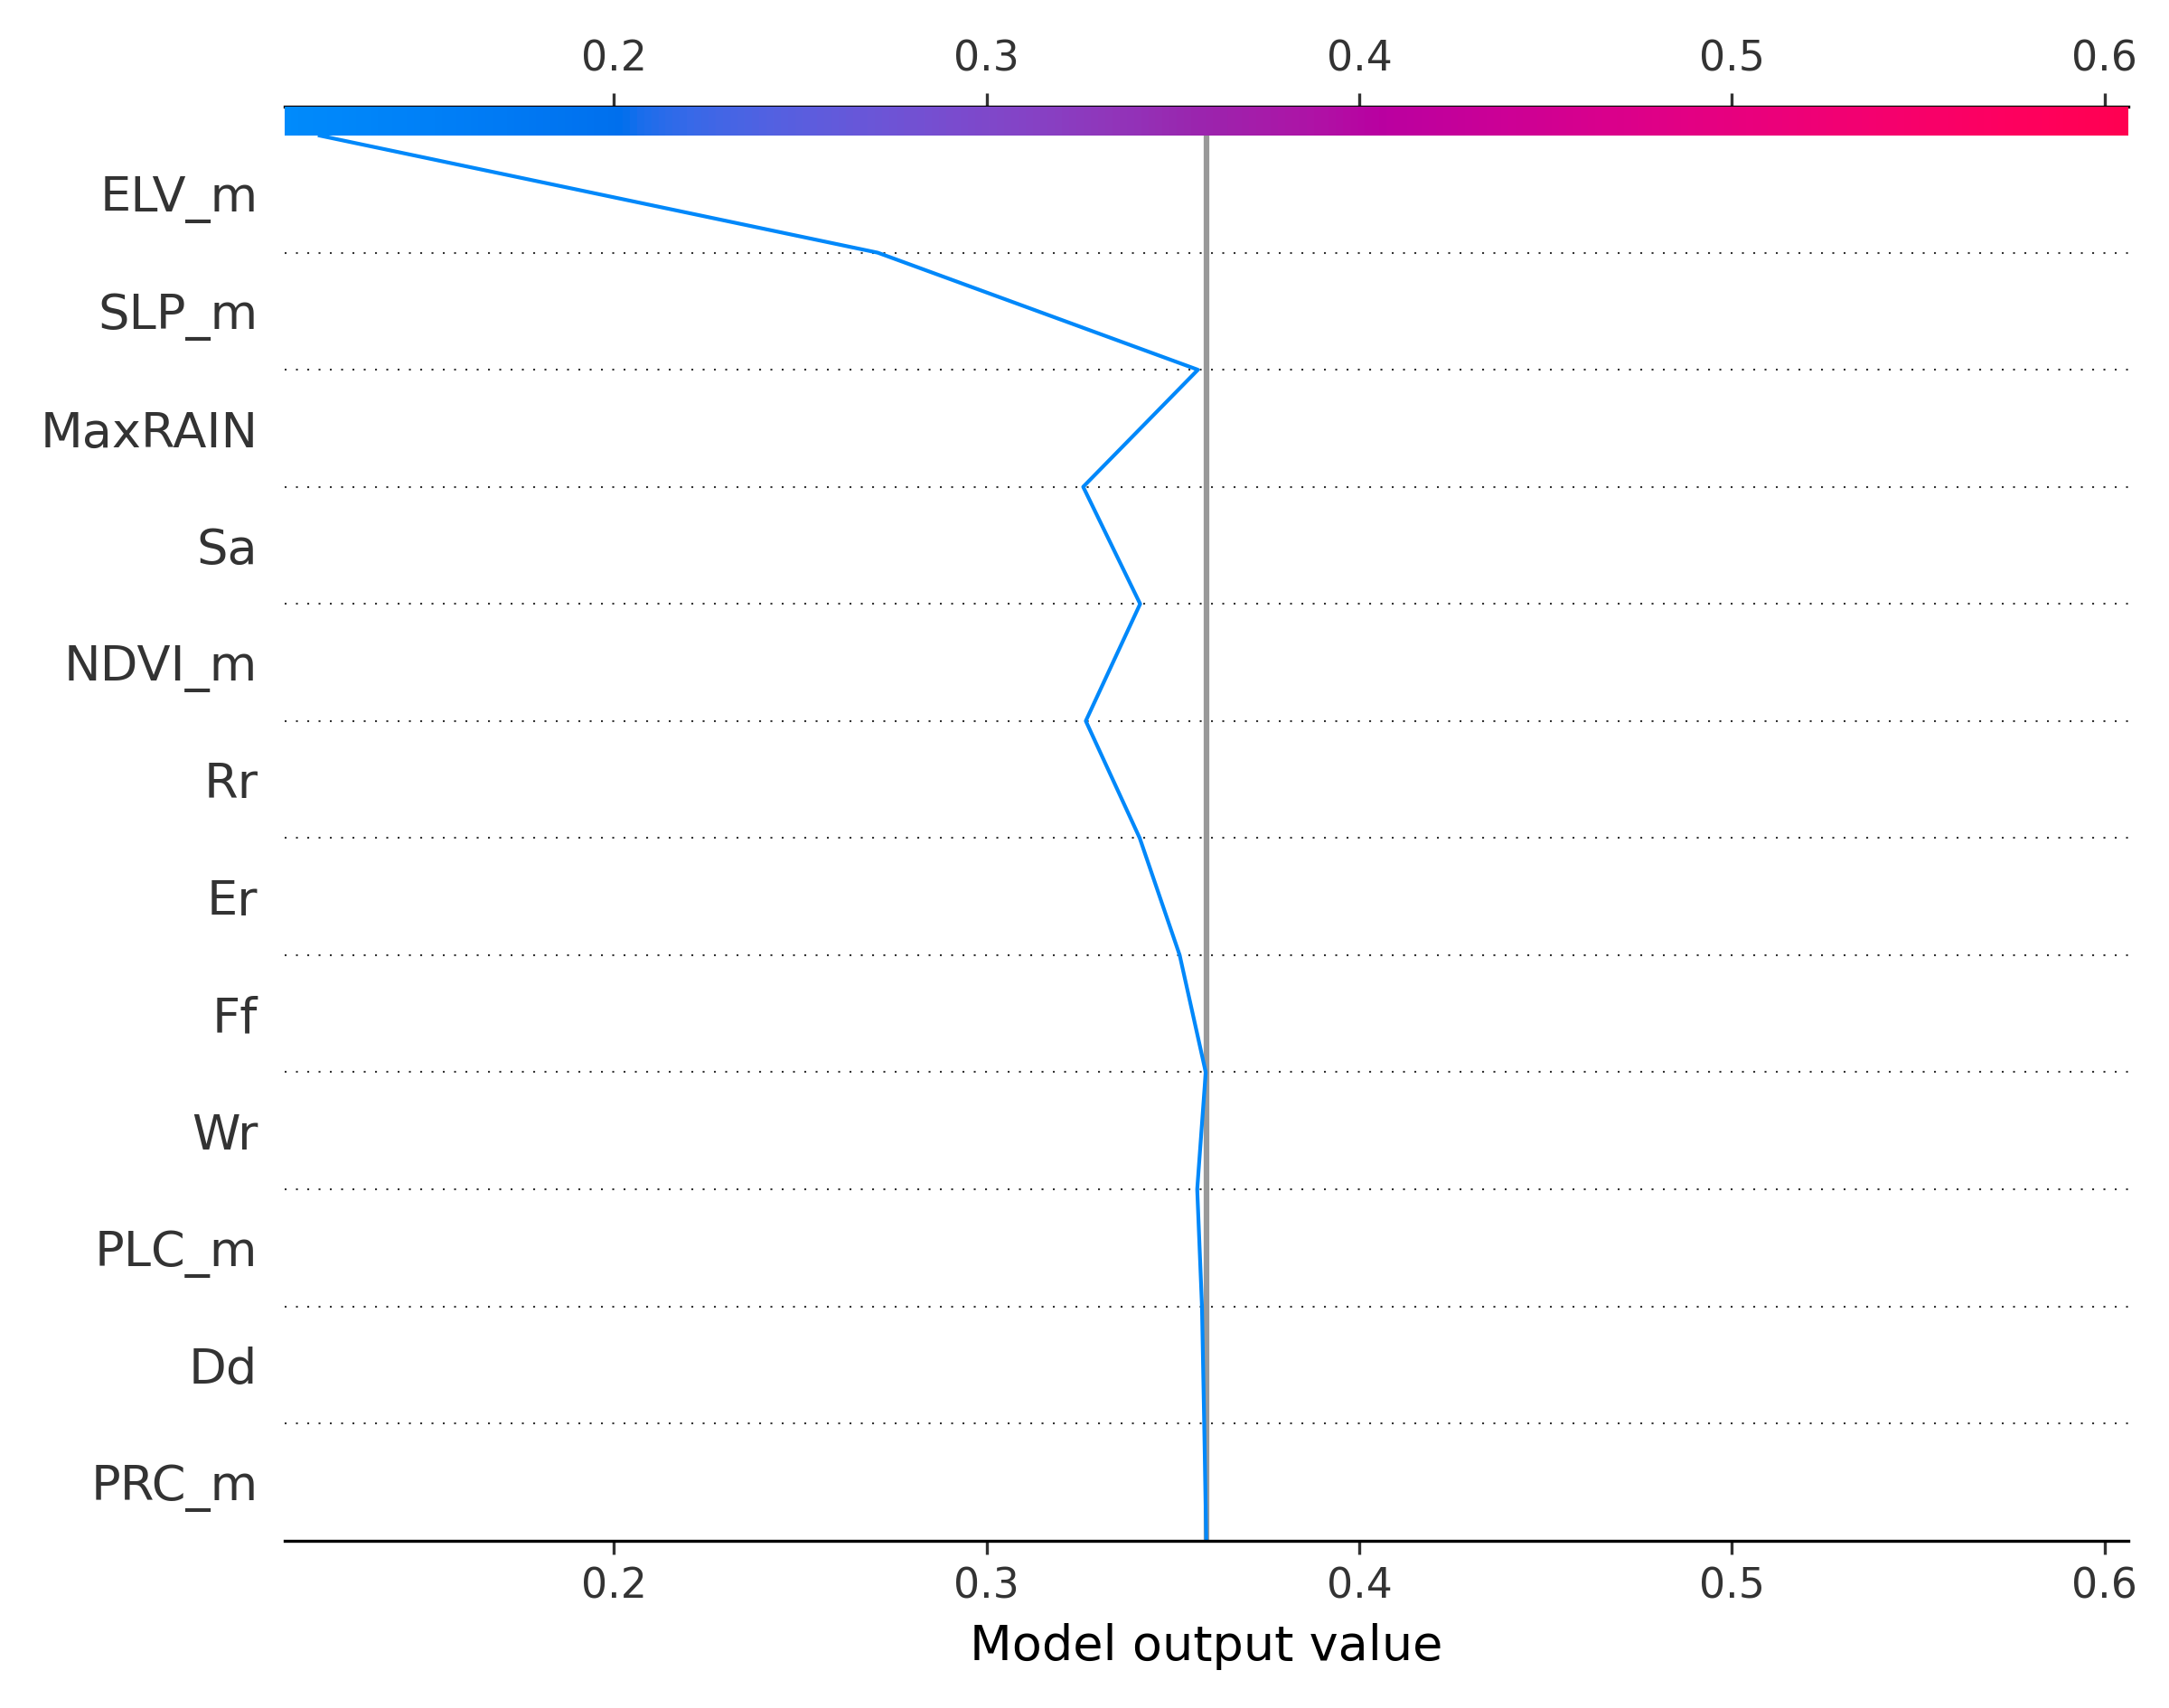 0.2 0.3 0.4 0.5 0.6
ELV_m
SLP_m
MaxRAIN
Sa
NDVI_m
Rr
Er
Ff
Wr
PLC_m
Dd
PRC_m
0.2 0.3 0.4 0.5 0.6
Model output value